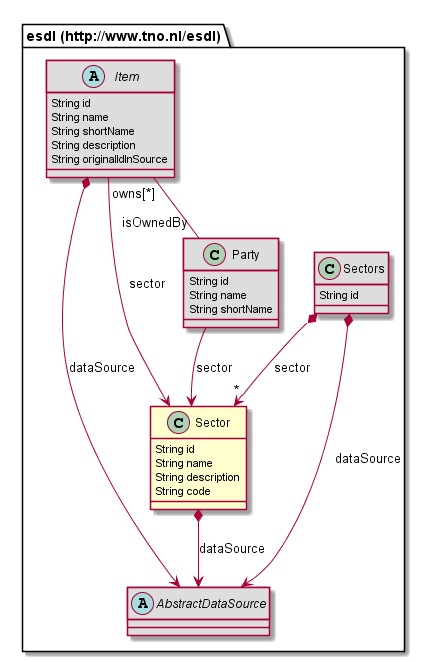 esdl (http://www.tno.nl/esdl)
A Item
String id
String name
String shortName
String description
String originalIdInSource
owns[*]
isOwnedBy
C Party
String id
String name
String shortName
C Sectors
String id
sector
dataSource
sector
sector
*
C Sector
String id
String name
String description
String code
dataSource
dataSource
A AbstractDataSource